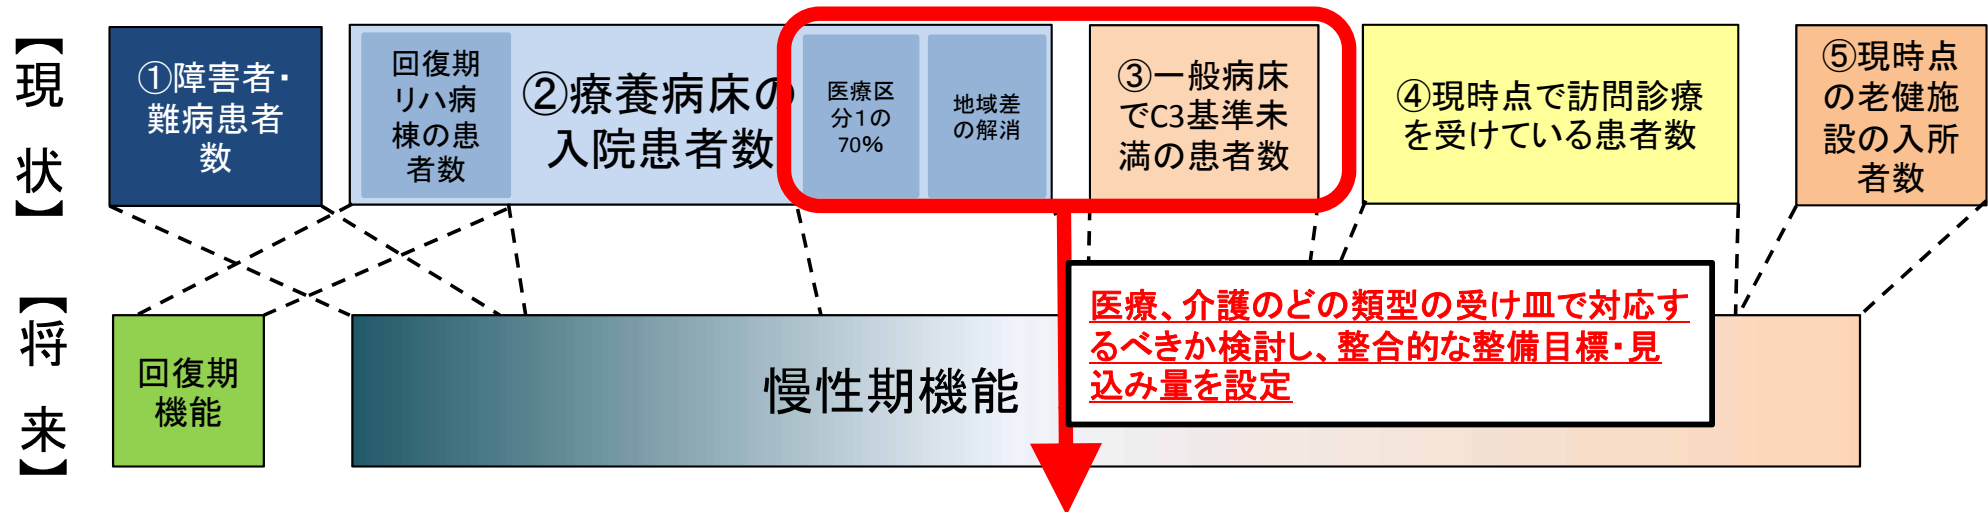 【現状】
①障害者・
難病患者
数
回復期
リハ病
棟の患
者数
②療養病床の
入院患者数
医療区
分1の
70%
地域差
の解消
③一般病床
でC3基準未
満の患者数
④現時点で訪問診療
を受けている患者数
⑤現時点
の老健施
設の入所
者数
【将来】
回復期
機能
慢性期機能
医療、介護のどの類型の受け皿で対応す
るべきか検討し、整合的な整備目標・見
込み量を設定